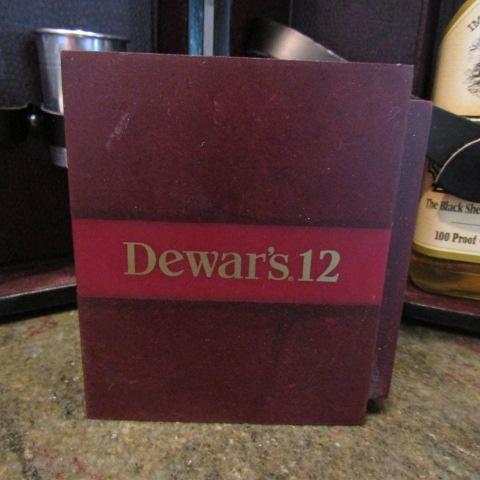 Dewar's. 12
The Black She
100 Proof